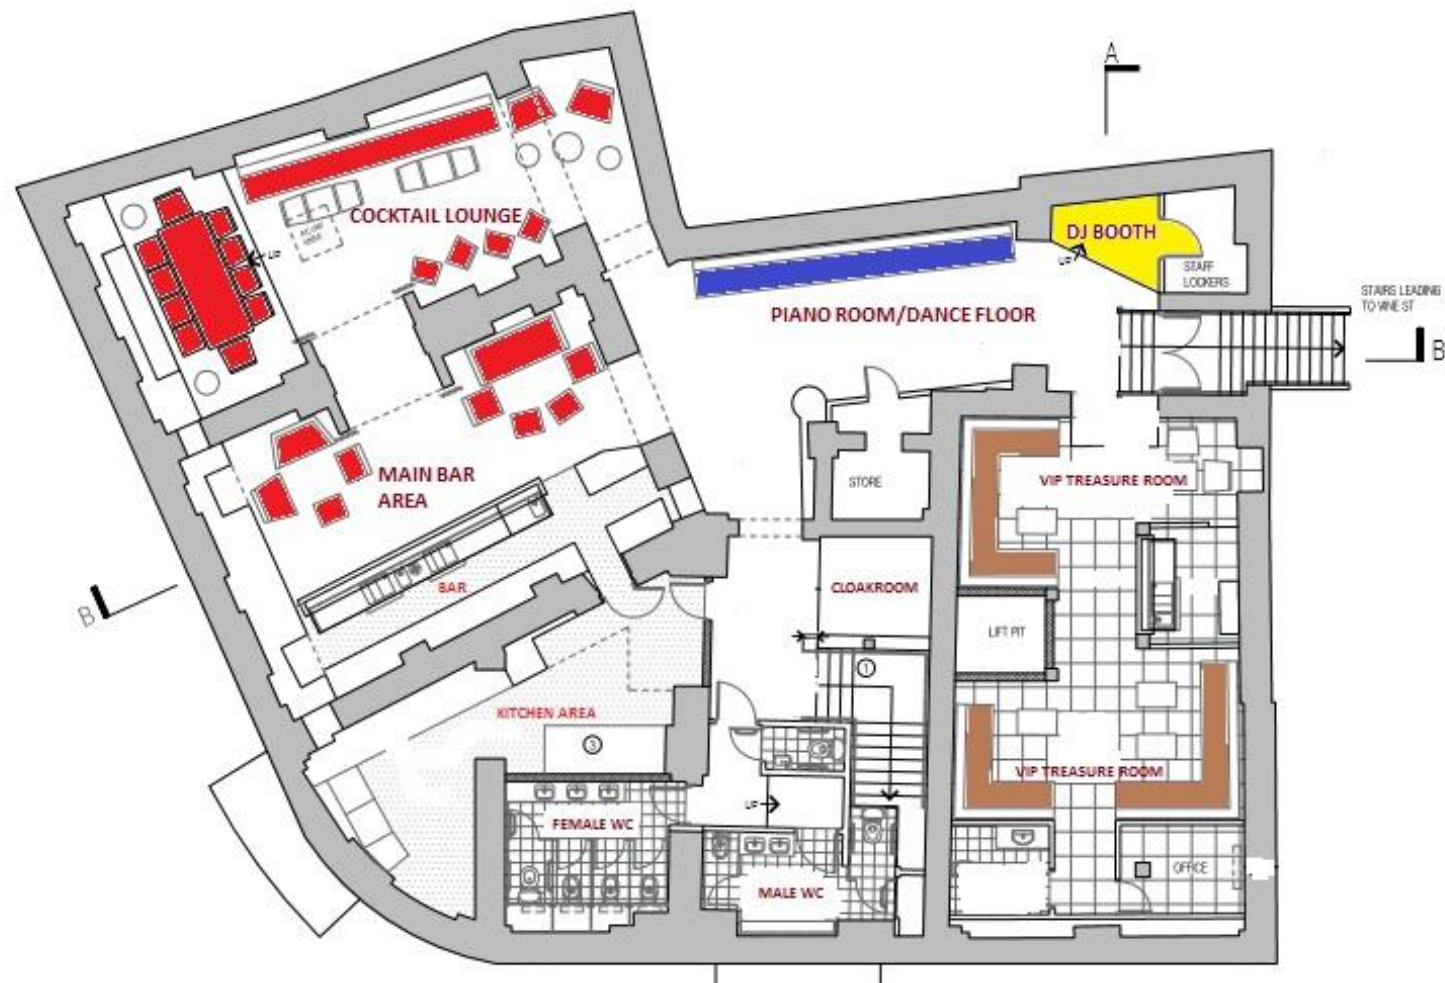 A
COCKTAIL LOUNGE
UP
DJ BOOTH
UP
STAFF
LOCKERS
STAIRS LEADING
TO VINE ST
PIANO ROOM/DANCE FLOOR
B
MAIN BAR
AREA
STORE
VIP TREASURE ROOM
B
BAR
CLOAKROOM
LIFT PIT
1
KITCHEN AREA
3
VIP TREASURE ROOM
UP
FEMALE WC
MALE WC
OFFICE